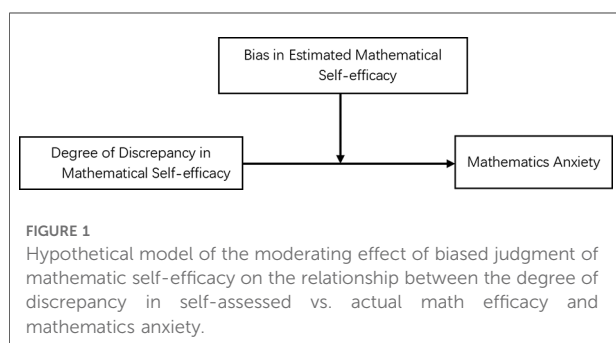 Bias in Estimated Mathematical
Self-efficacy
Degree of Discrepancy in
Mathematical Self-efficacy
Mathematics Anxiety
FIGURE 1
Hypothetical model of the moderating effect of biased judgment of
mathematic self-efficacy on the relationship between the degree of
discrepancy in self-assessed vs. actual math efficacy and
mathematics anxiety.